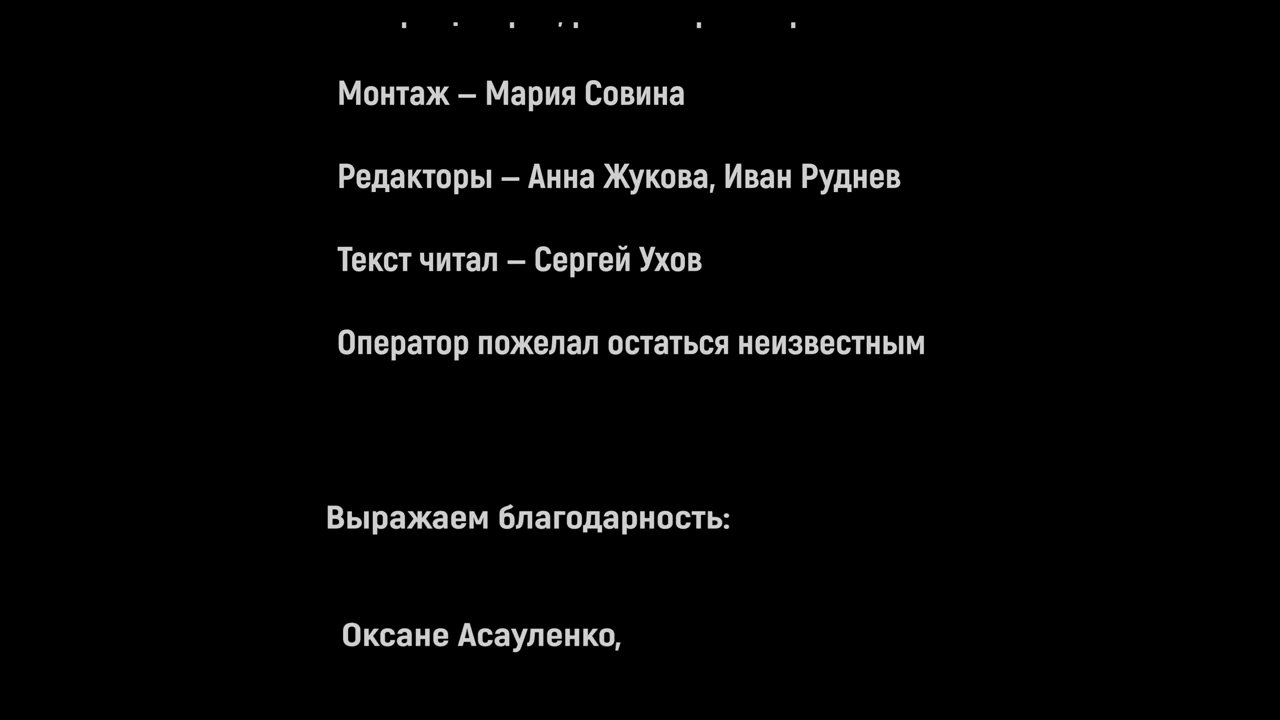 Монтаж – Мария Совина
Редакторы – Анна Жукова, Иван Руднев
Текст читал – Сергей Ухов
Оператор пожелал остаться неизвестным
Выражаем благодарность:
Оксане Асауленко,